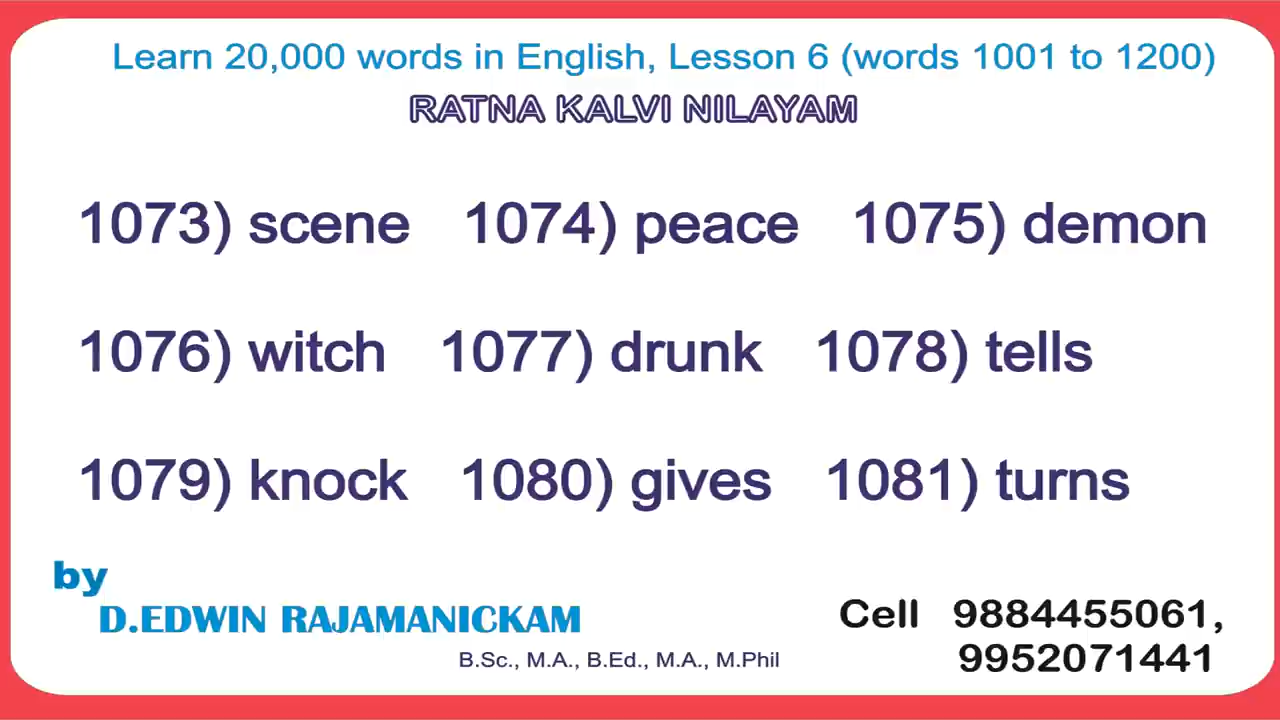 Learn 20,000 words in English, Lesson 6 (words 1001 to 1200)
RATNA KALVI NILAYAM
1073) scene 1074) peace 1075) demon
1076) witch 1077) drunk 1078) tells
1079) knock 1080) gives 1081) turns
by
D.EDWIN RAJAMANICKAM
B.Sc., M.A., B.Ed., M.A., M.Phil
Cell 9884455061,
9952071441